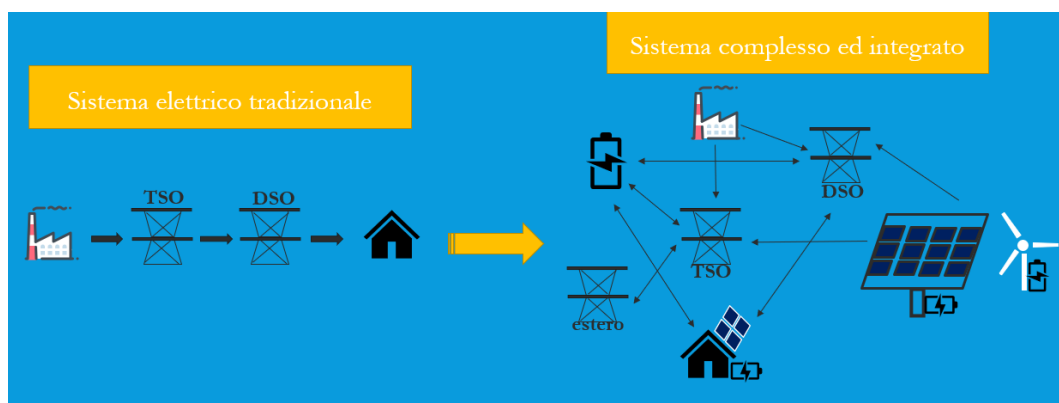 Sistema complesso ed integrato
Sistema elettrico tradizionale
TSO
DSO
DSO
TSO
estero